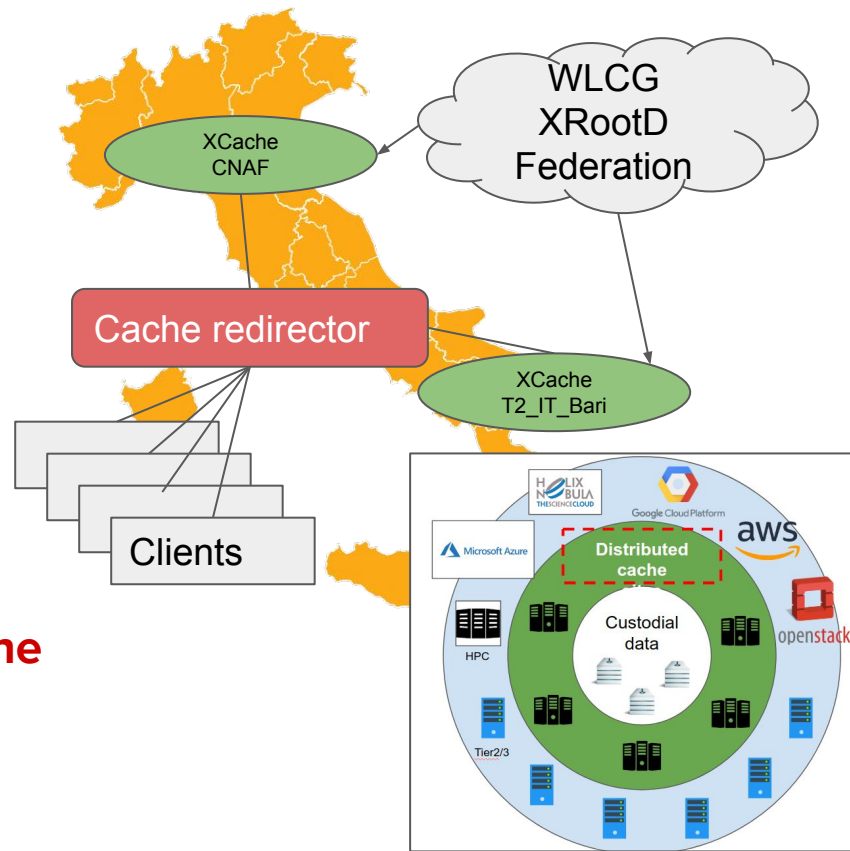 WLCG
XRootD
Federation
XCache
CNAF
Cache redirector
XCache
T2_IT_Bari
Clients
HELIX
NEBULA
THE SCIENCE CLOUD
Google Cloud Platform
Microsoft Azure
aws
Distributed
cache
openstack
Custodial
data
HPC
Tier2/3